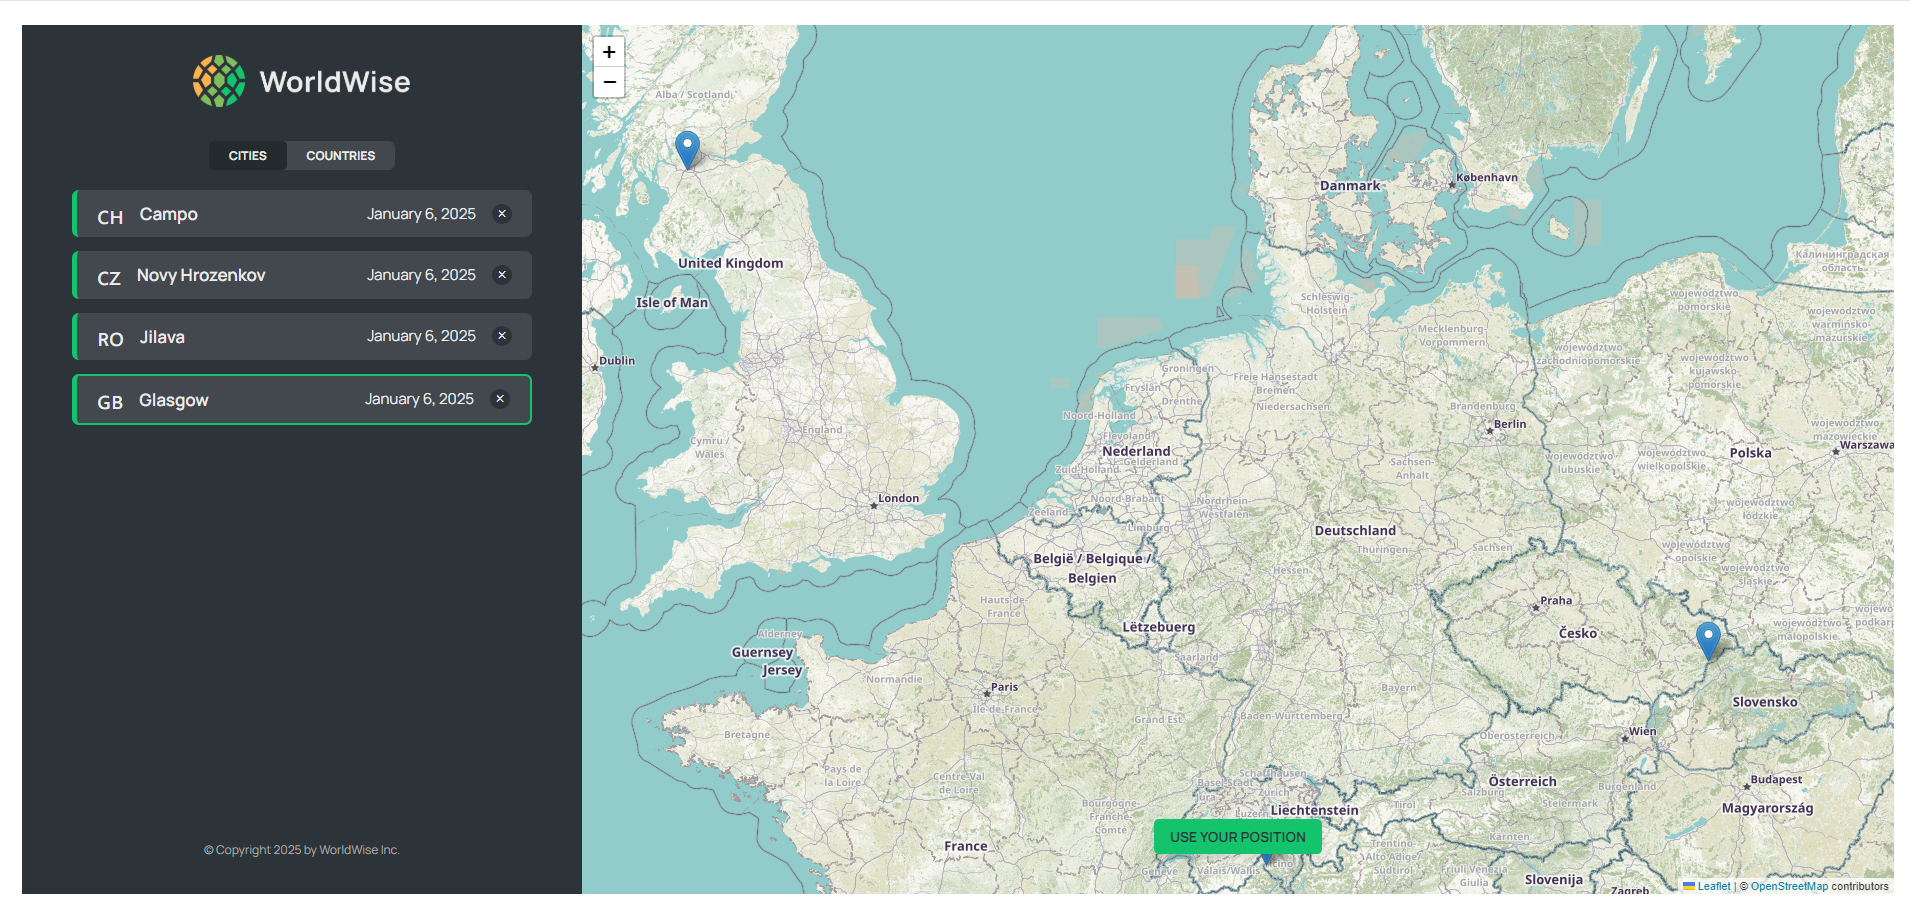 WorldWise
CITIES
COUNTRIES
CH Campo January 6, 2025 ×
CZ Novy Hrozenkov January 6, 2025 ×
RO Jilava January 6, 2025 ×
GB Glasgow January 6, 2025 ×
© Copyright 2025 by WorldWise Inc.
+
−
Alba / Scotland
United Kingdom
Isle of Man
Dublin
England
Cymru /
Wales
London
Guernsey
Alderney
Jersey
Danmark
København
Schleswig-
Holstein
Mecklenburg-
Vorpommern
Freie Hansestadt
Bremen
Niedersachsen
Groningen
Fryslân
Drenthe
Noord-Holland
Flevoland
Nederland
Gelderland
Zuid-Holland
Noord-Brabant
Zeeland
Limburg
België / Belgique /
Belgien
Lëtzebuerg
Nordrhein-
Westfalen
Brandenburg
Berlin
Sachsen-
Anhalt
Deutschland
Thüringen
Sachsen
Hessen
Saarland
Bayern
Baden-Württemberg
Калининградская
область
województwo
pomorskie
województwo
warmińsko-
mazurskie
województwo
zachodniopomorskie
województwo
kujawsko-
pomorskie
województwo
mazowieckie
Warszawa
Polska
województwo
lubuskie
województwo
wielkopolskie
województwo
łódzkie
województwo
opolskie
województwo
śląskie
województwo
małopolskie
Praha
Česko
Slovensko
Wien
Oberösterreich
Österreich
Salzburg
Steiermark
Burgenland
Kärnten
Tirol
Budapest
Magyarország
Hauts-de-
France
Normandie
Paris
Île-de-France
Grand Est
Bretagne
Pays de
la Loire
Centre-Val
de Loire
Bourgogne-
Franche-
Comté
France
Schaffhausen
Basel-Stadt
Zürich
Jura
Luzern
Liechtenstein
USE YOUR POSITION
Genève
Valais/Wallis
Trentino-
Alto Adige/
Südtirol
Friuli Venezia
Giulia
Slovenija
Zagreb
Leaflet | © OpenStreetMap contributors